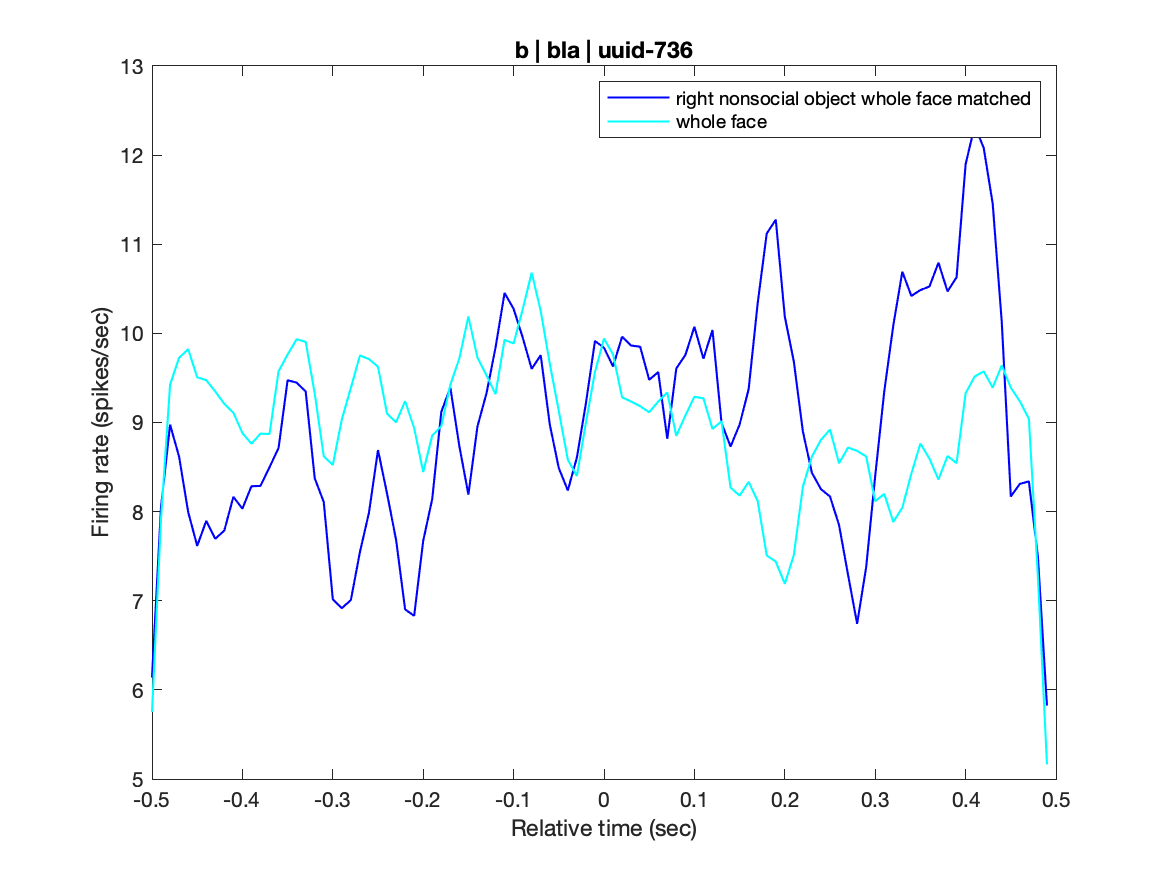 b | bla | uuid-736
right nonsocial object whole face matched
whole face
13
12
11
10
9
8
7
6
5
Firing rate (spikes/sec)
-0.5 -0.4 -0.3 -0.2 -0.1 0 0.1 0.2 0.3 0.4 0.5
Relative time (sec)